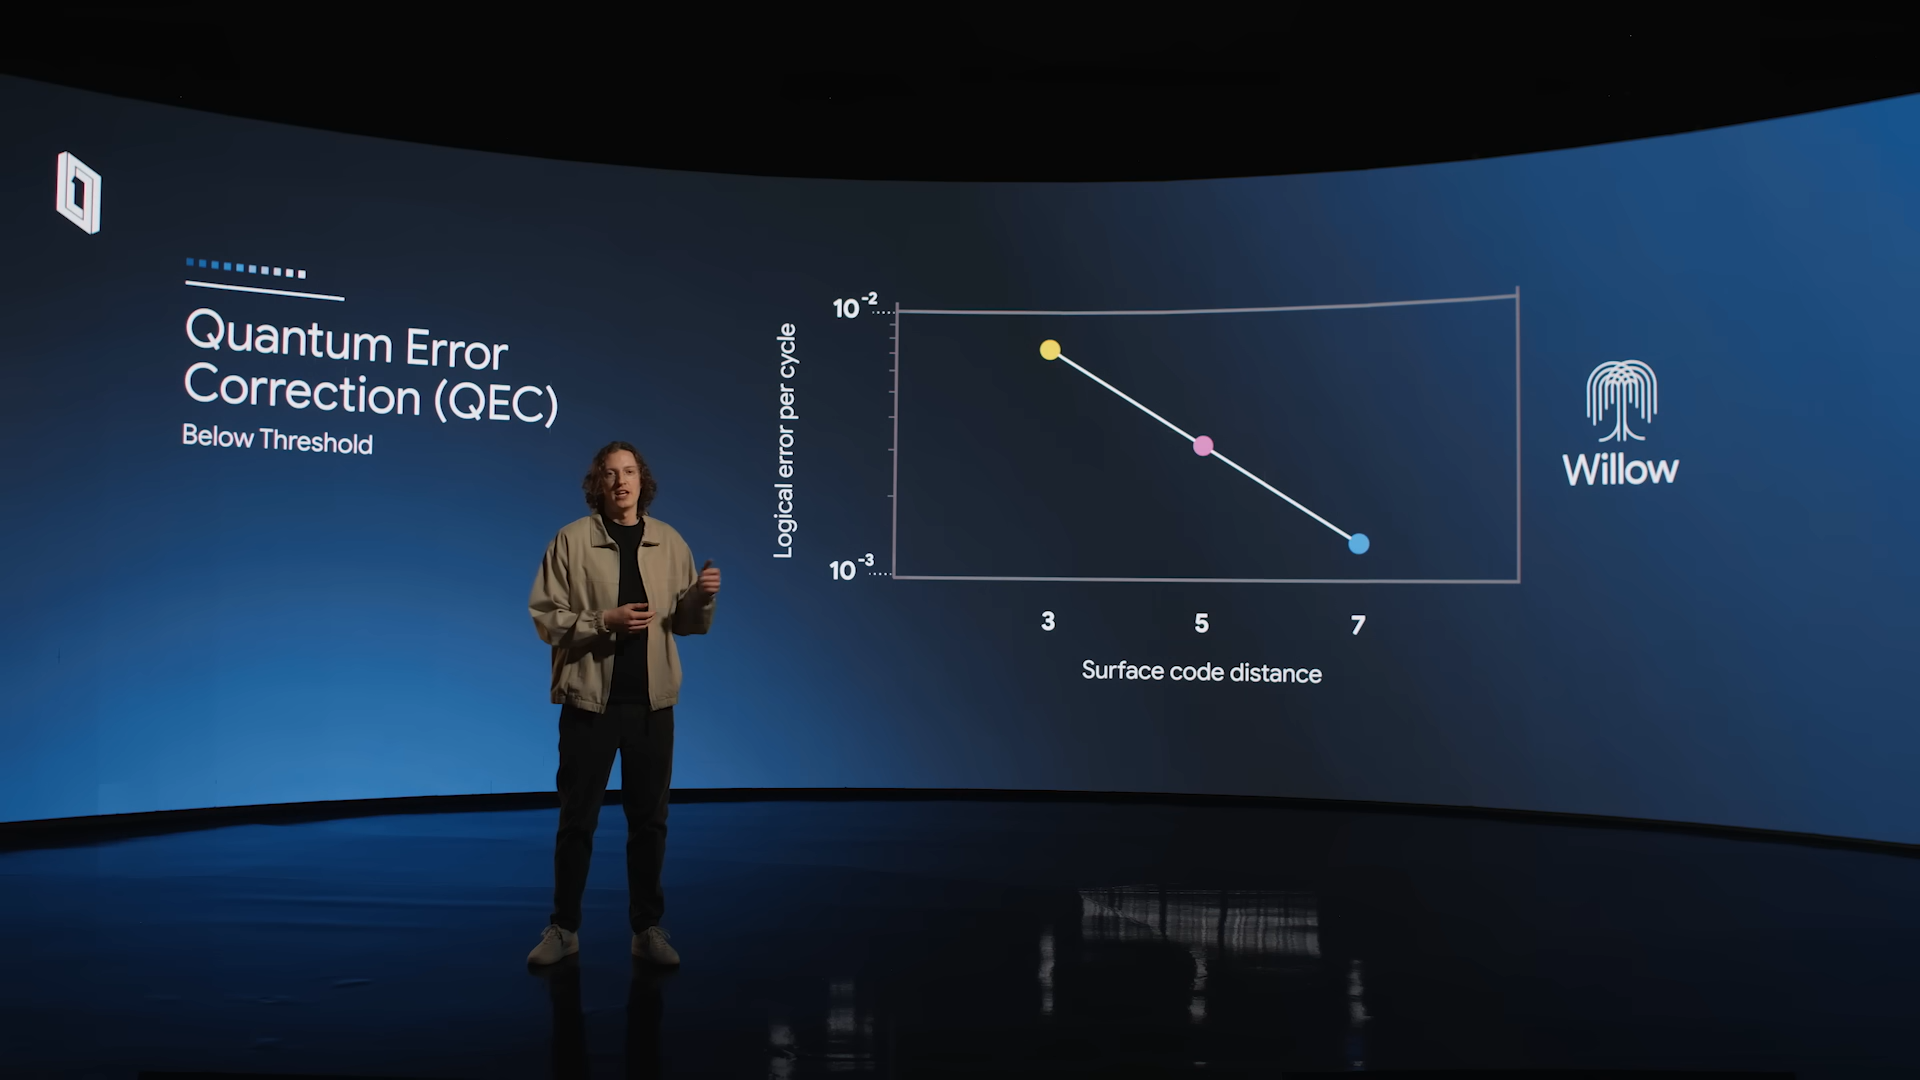 Quantum Error
Correction (QEC)
Below Threshold
Logical error per cycle
10⁻²
10⁻³
3
5
7
Surface code distance
Willow